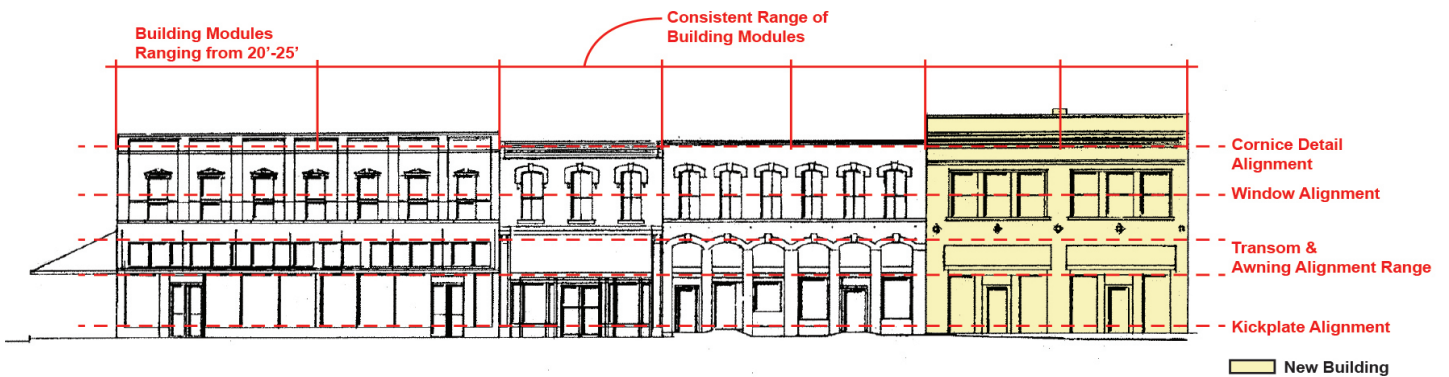 Building Modules
Ranging from 20'-25'
Consistent Range of
Building Modules
Cornice Detail
Alignment
Window Alignment
Transom &
Awning Alignment Range
Kickplate Alignment
New Building